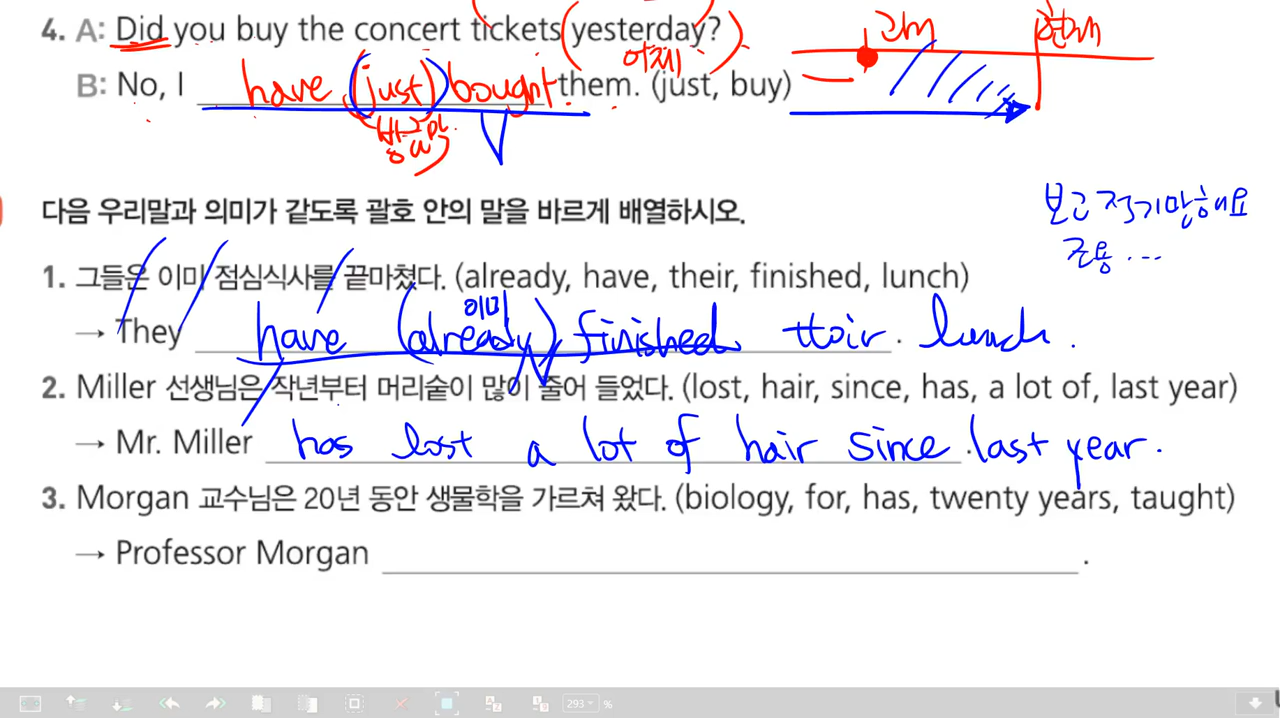 4. A: Did you buy the concert tickets (yesterday?)
어제
과거 현재
B: No, I have (just) bought them. (just, buy)
다음 우리말과 의미가 같도록 괄호 안의 말을 바르게 배열하시오.
보고 적기만 해요
조용 ...
1. 그들은 이미 점심식사를 끝마쳤다. (already, have, their, finished, lunch)
이미
→ They have (already) finished their lunch.
2. Miller 선생님은 작년부터 머리숱이 많이 줄어 들었다. (lost, hair, since, has, a lot of, last year)
→ Mr. Miller has lost a lot of hair since last year.
3. Morgan 교수님은 20년 동안 생물학을 가르쳐 왔다. (biology, for, has, twenty years, taught)
→ Professor Morgan .
293 %